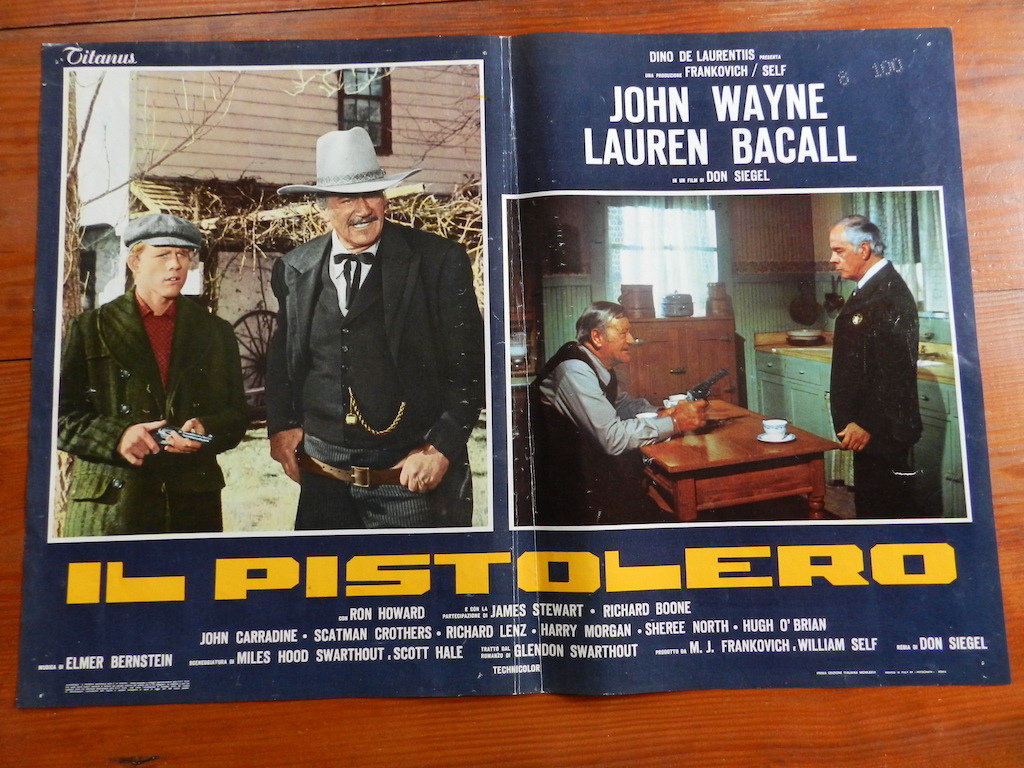 Titanus
DINO DE LAURENTIIS PRESENTA
UNA PRODUZIONE FRANKOVICH / SELF
8 100
JOHN WAYNE
LAUREN BACALL
IN UN FILM DI DON SIEGEL
IL PISTOLERO
CON RON HOWARD E CON LA PARTECIPAZIONE DI JAMES STEWART • RICHARD BOONE
JOHN CARRADINE • SCATMAN CROTHERS • RICHARD LENZ • HARRY MORGAN • SHEREE NORTH • HUGH O'BRIAN
MUSICA DI ELMER BERNSTEIN SCENEGGIATURA DI MILES HOOD SWARTHOUT E SCOTT HALE TRATTO DAL ROMANZO DI GLENDON SWARTHOUT PRODOTTO DA M. J. FRANKOVICH E WILLIAM SELF REGIA DI DON SIEGEL
TECHNICOLOR